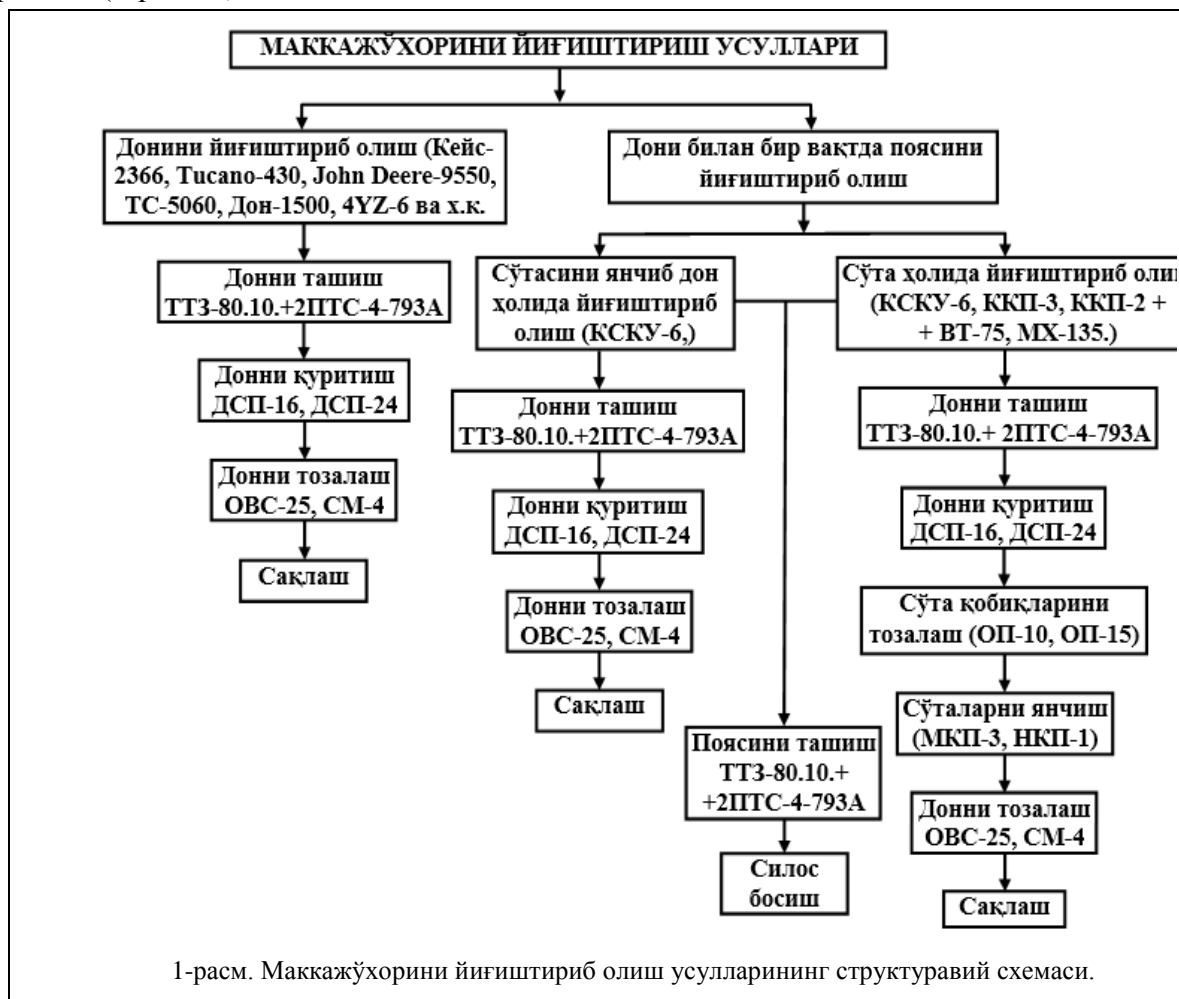 МАККАЖЎХОРИНИ ЙИҒИШТИРИШ УСУЛЛАРИ
Донини йиғиштириб олиш (Кейс-
2366, Tucano-430, John Deere-9550,
ТС-5060, Дон-1500, 4YZ-6 ва х.к.
Донни ташиш
ТТЗ-80.10.+2ПТС-4-793А
Донни қуритиш
ДСП-16, ДСП-24
Донни тозалаш
ОВС-25, СМ-4
Сақлаш
Дони билан бир вақтда поясини
йиғиштириб олиш
Сўтасини янчиб дон
ҳолида йиғиштириб
олиш (КСКУ-6,)
Донни ташиш
ТТЗ-80.10.+2ПТС-4-793А
Донни қуритиш
ДСП-16, ДСП-24
Донни тозалаш
ОВС-25, СМ-4
Сақлаш
Поясини ташиш
ТТЗ-80.10.+
+2ПТС-4-793А
Силос
босиш
Сўта ҳолида йиғиштириб
(КСКУ-6, ККП-3, ККП-2 +
+ ВТ-75, МХ-135.)
Донни ташиш
ТТЗ-80.10.+ 2ПТС-4-793А
Донни қуритиш
ДСП-16, ДСП-24
Сўта қобиқларини
тозалаш (ОП-10, ОП-15)
Сўталарни янчиш
(МКП-3, НКП-1)
Донни тозалаш
ОВС-25, СМ-4
Сақлаш
1-расм. Маккажўхорини йиғиштириб олиш усулларининг структуравий схемаси.